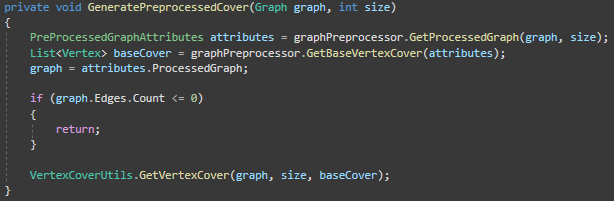 private void GeneratePreprocessedCover(Graph graph, int size)
{
    PreProcessedGraphAttributes attributes = graphPreprocessor.GetProcessedGraph(graph, size);
    List<Vertex> baseCover = graphPreprocessor.GetBaseVertexCover(attributes);
    graph = attributes.ProcessedGraph;

    if (graph.Edges.Count <= 0)
    {
        return;
    }

    VertexCoverUtils.GetVertexCover(graph, size, baseCover);
}